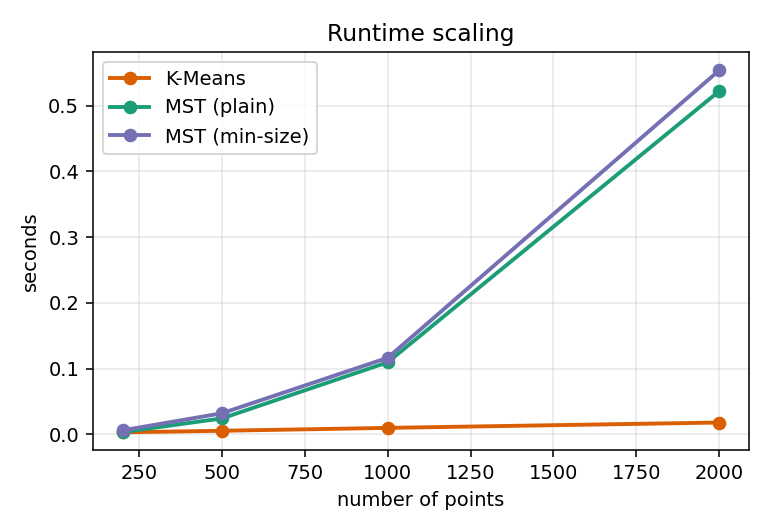 Runtime scaling
K-Means
MST (plain)
MST (min-size)
seconds
0.5
0.4
0.3
0.2
0.1
0.0
250 500 750 1000 1250 1500 1750 2000
number of points